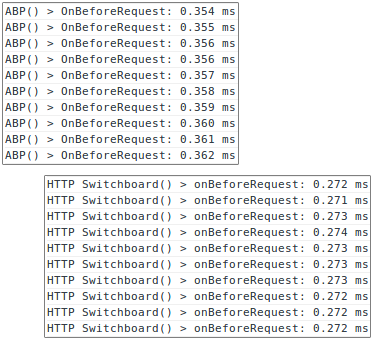 ABP() > OnBeforeRequest: 0.354 ms
ABP() > OnBeforeRequest: 0.355 ms
ABP() > OnBeforeRequest: 0.356 ms
ABP() > OnBeforeRequest: 0.356 ms
ABP() > OnBeforeRequest: 0.357 ms
ABP() > OnBeforeRequest: 0.358 ms
ABP() > OnBeforeRequest: 0.359 ms
ABP() > OnBeforeRequest: 0.360 ms
ABP() > OnBeforeRequest: 0.361 ms
ABP() > OnBeforeRequest: 0.362 ms
HTTP Switchboard() > onBeforeRequest: 0.272 ms
HTTP Switchboard() > onBeforeRequest: 0.271 ms
HTTP Switchboard() > onBeforeRequest: 0.273 ms
HTTP Switchboard() > onBeforeRequest: 0.274 ms
HTTP Switchboard() > onBeforeRequest: 0.273 ms
HTTP Switchboard() > onBeforeRequest: 0.273 ms
HTTP Switchboard() > onBeforeRequest: 0.273 ms
HTTP Switchboard() > onBeforeRequest: 0.272 ms
HTTP Switchboard() > onBeforeRequest: 0.272 ms
HTTP Switchboard() > onBeforeRequest: 0.272 ms